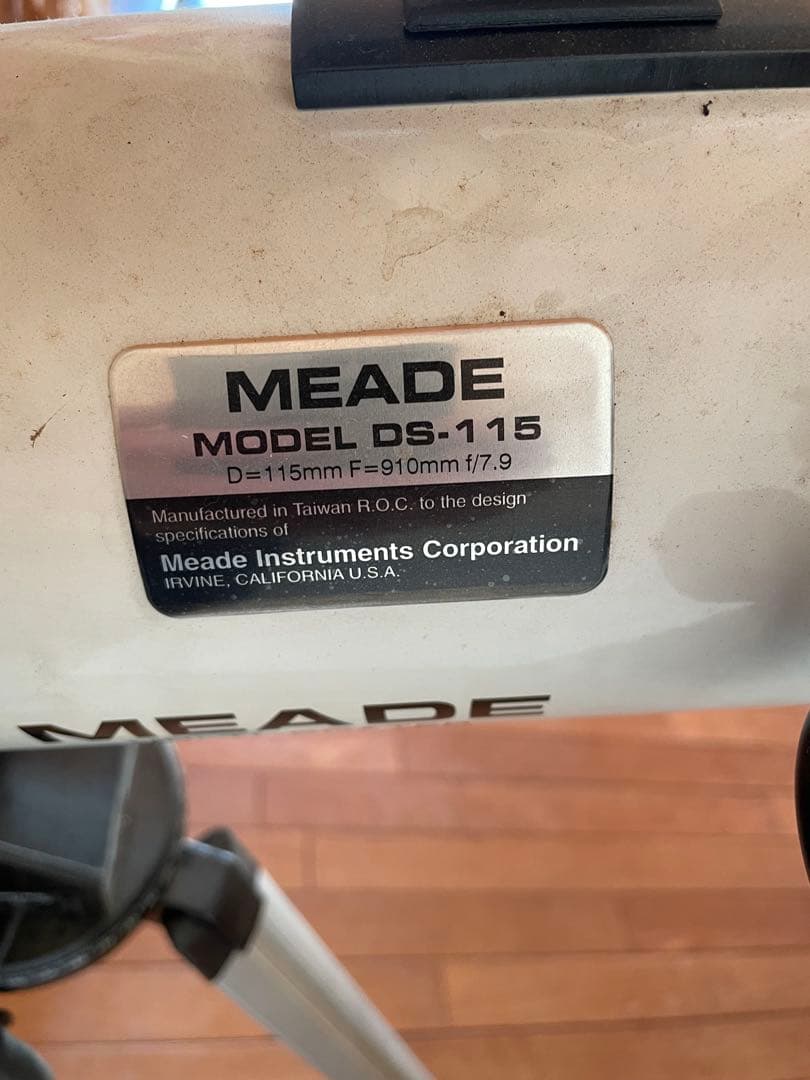 MEADE
MODEL DS-115
D=115mm F=910mm f/7.9
Manufactured in Taiwan R.O.C. to the design
specifications of
Meade Instruments Corporation
IRVINE, CALIFORNIA U.S.A.
MEADE